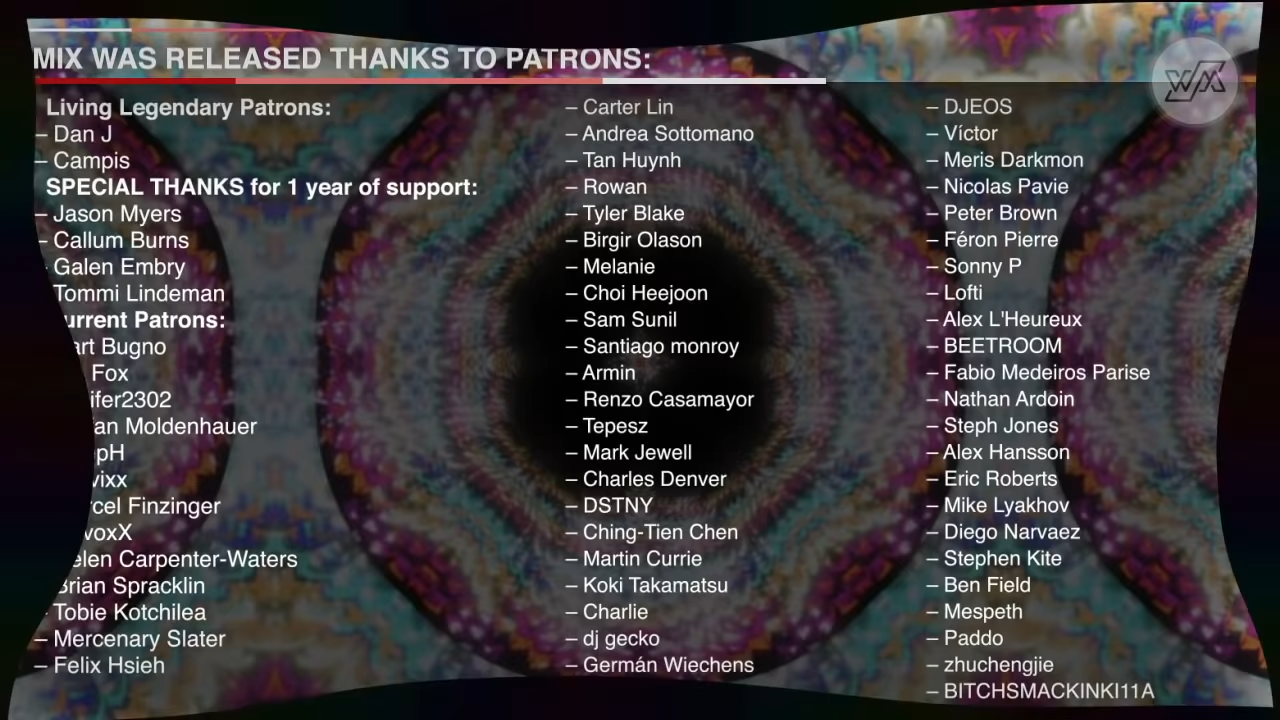 MIX WAS RELEASED THANKS TO PATRONS:
Living Legendary Patrons:
– Dan J
– Campis
SPECIAL THANKS for 1 year of support:
– Jason Myers
– Callum Burns
- Galen Embry
Tommi Lindeman
urrent Patrons:
art Bugno
Fox
ifer2302
an Moldenhauer
pH
vixx
rcel Finzinger
voxX
elen Carpenter-Waters
Brian Spracklin
Tobie Kotchilea
– Mercenary Slater
– Felix Hsieh
– Carter Lin
– Andrea Sottomano
– Tan Huynh
– Rowan
– Tyler Blake
– Birgir Olason
– Melanie
– Choi Heejoon
– Sam Sunil
– Santiago monroy
– Armin
– Renzo Casamayor
– Tepesz
– Mark Jewell
– Charles Denver
– DSTNY
– Ching-Tien Chen
– Martin Currie
– Koki Takamatsu
– Charlie
– dj gecko
– Germán Wiechens
– DJEOS
– Víctor
– Meris Darkmon
– Nicolas Pavie
– Peter Brown
– Féron Pierre
– Sonny P
– Lofti
– Alex L'Heureux
– BEETROOM
– Fabio Medeiros Parise
– Nathan Ardoin
– Steph Jones
– Alex Hansson
– Eric Roberts
– Mike Lyakhov
– Diego Narvaez
– Stephen Kite
– Ben Field
– Mespeth
– Paddo
– zhuchengjie
– BITCHSMACKINKI11A